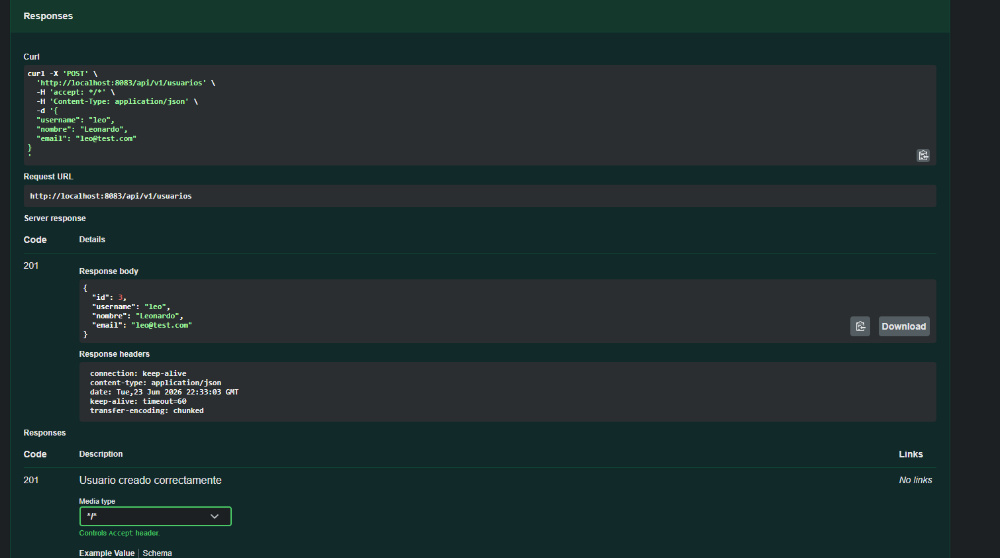 Responses
Curl
curl -X 'POST' \
  'http://localhost:8083/api/v1/usuarios' \
  -H 'accept: */*' \
  -H 'Content-Type: application/json' \
  -d '{
  "username": "leo",
  "nombre": "Leonardo",
  "email": "leo@test.com"
}
'
Request URL
http://localhost:8083/api/v1/usuarios
Server response
Code Details
201
Response body
{
  "id": 3,
  "username": "leo",
  "nombre": "Leonardo",
  "email": "leo@test.com"
}
Download
Response headers
connection: keep-alive
content-type: application/json
date: Tue,23 Jun 2026 22:33:03 GMT
keep-alive: timeout=60
transfer-encoding: chunked
Responses
Code Description Links
201 Usuario creado correctamente No links
Media type
*/*
Controls Accept header.
Example Value | Schema